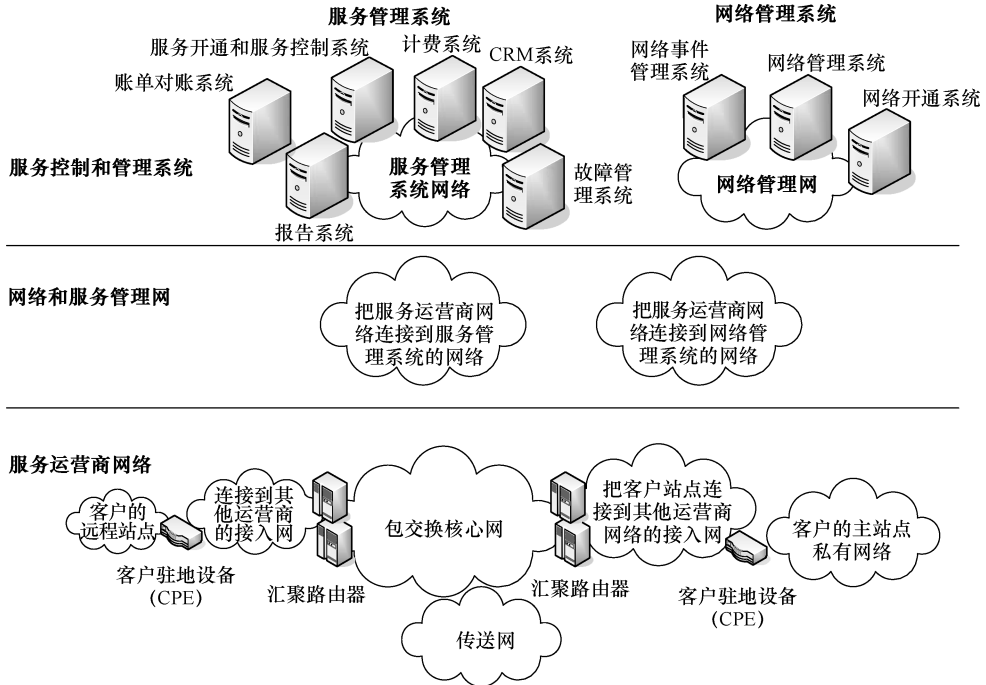 服务管理系统
网络管理系统
服务开通和服务控制系统
计费系统
CRM系统
账单对账系统
网络事件
管理系统
网络管理系统
网络开通系统
服务控制和管理系统
服务管理
系统网络
故障管
理系统
网络管理网
报告系统
网络和服务管理网
把服务运营商网
络连接到服务管
理系统的网络
把服务运营商网
络连接到网络管
理系统的网络
服务运营商网络
客户的
远程站点
连接到其
他运营商
的接入网
包交换核心网
把客户站点连
接到其他运营商
网络的接入网
客户的主站点
私有网络
客户驻地设备
(CPE)
汇聚路由器
汇聚路由器
客户驻地设备
(CPE)
传送网